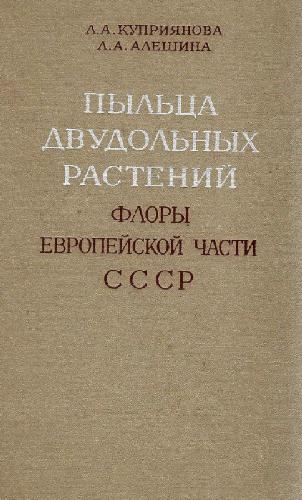 Л.А.КУПРИЯНОВА
Л.А.АЛЕШИНА
ПЫЛЬЦА
ДВУДОЛЬНЫХ
РАСТЕНИЙ
ФЛОРЫ
ЕВРОПЕЙСКОЙ ЧАСТИ
СССР